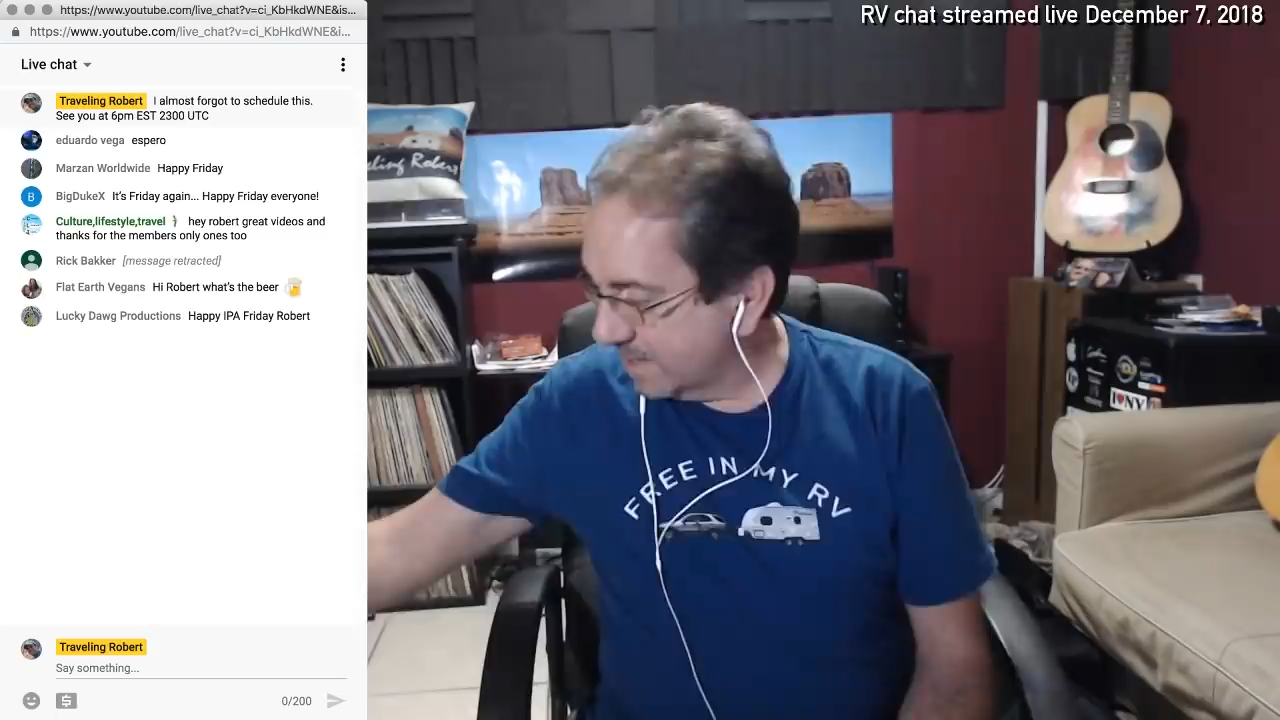 https://www.youtube.com/live_chat?v=ci_KbHkdWNE&is...
RV chat streamed live December 7, 2018
https://www.youtube.com/live_chat?v=ci_KbHkdWNE&i...
Live chat
Traveling Robert I almost forgot to schedule this.
See you at 6pm EST 2300 UTC
eduardo vega espero
Marzan Worldwide Happy Friday
B BigDukeX It's Friday again... Happy Friday everyone!
Culture,lifestyle,travel hey robert great videos and
thanks for the members only ones too
Rick Bakker [message retracted]
Flat Earth Vegans Hi Robert what's the beer
Lucky Dawg Productions Happy IPA Friday Robert
eling Robert
FREE IN MY RV
I NY
Traveling Robert
Say something...
$
0/200